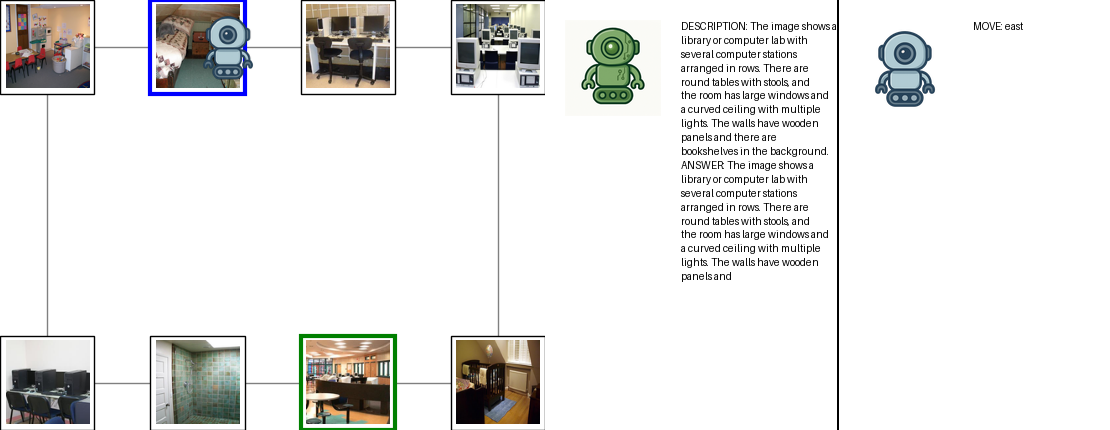 DESCRIPTION: The image shows a
library or computer lab with
several computer stations
arranged in rows. There are
round tables with stools, and
the room has large windows and
a curved ceiling with multiple
lights. The walls have wooden
panels and there are
bookshelves in the background.
ANSWER: The image shows a
library or computer lab with
several computer stations
arranged in rows. There are
round tables with stools, and
the room has large windows and
a curved ceiling with multiple
lights. The walls have wooden
panels and
MOVE: east